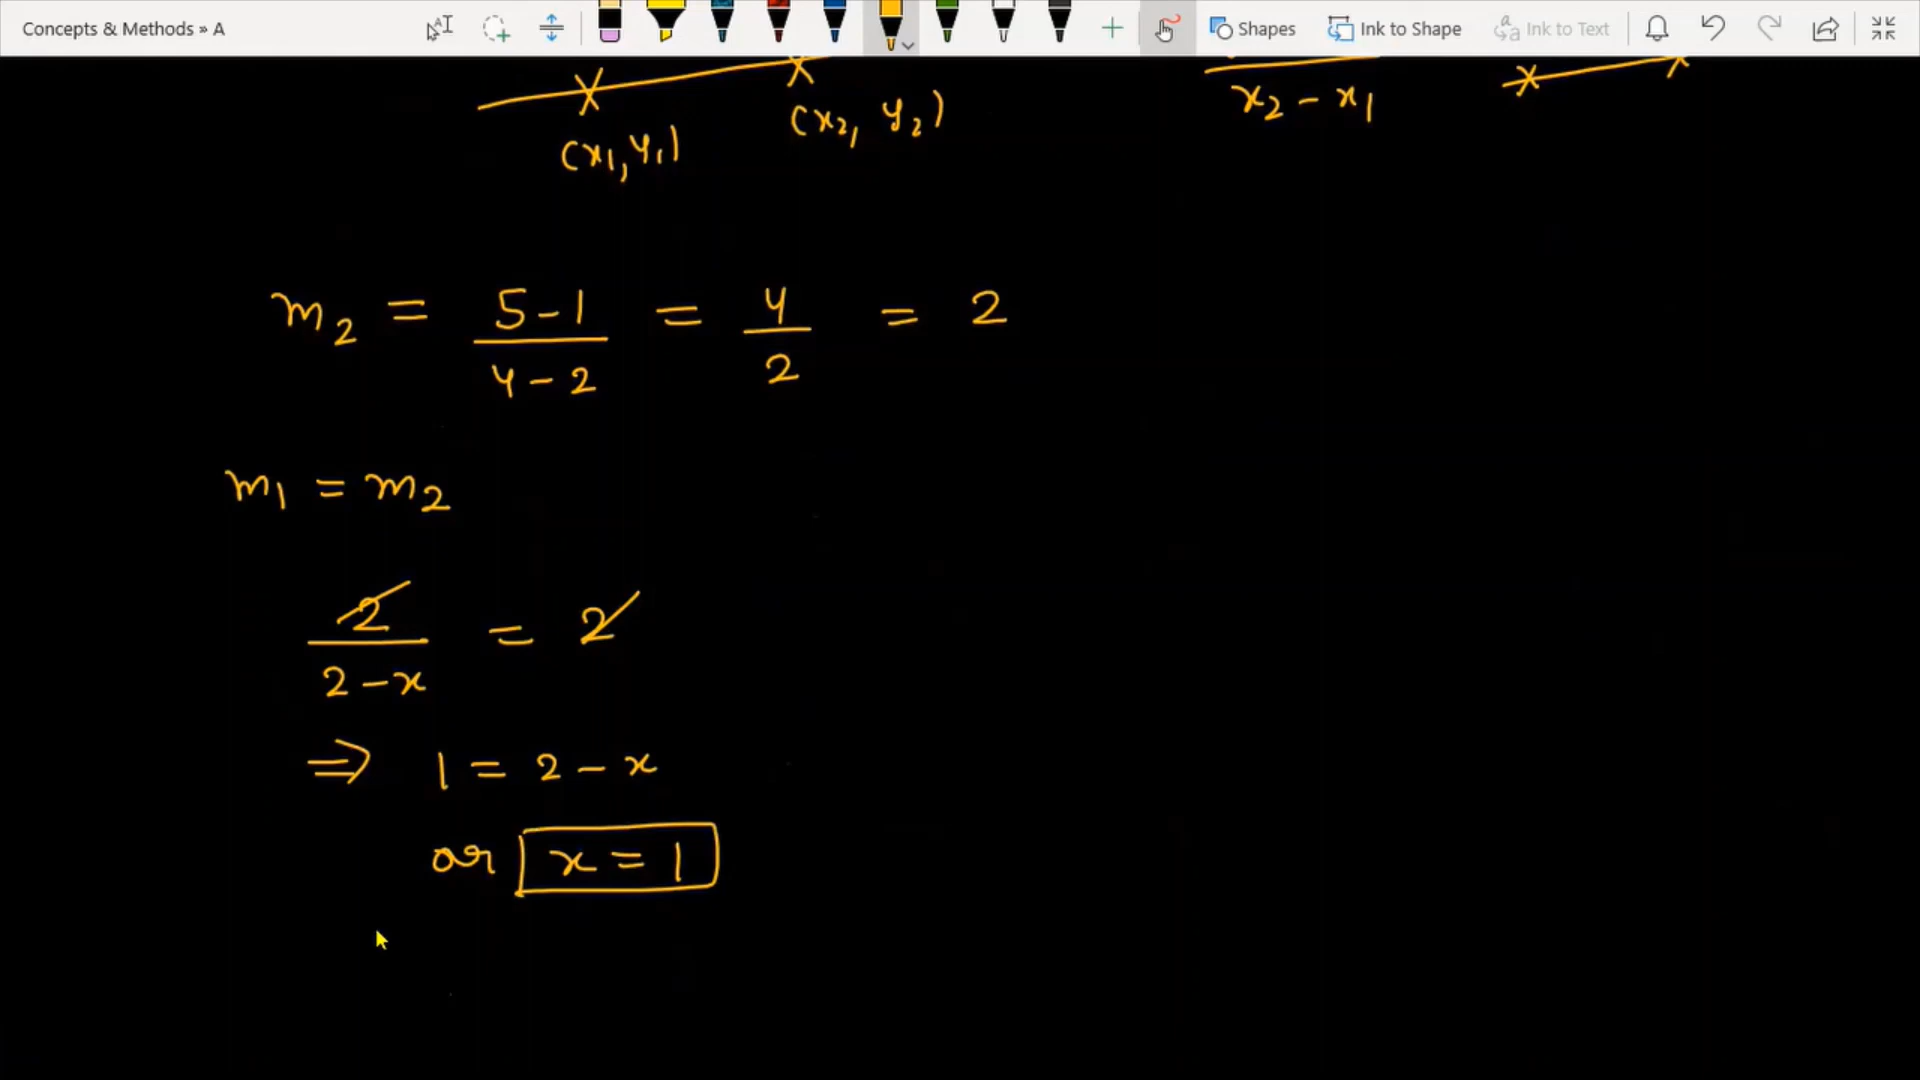 Concepts & Methods » A
Shapes
Ink to Shape
Ink to Text
x₂ - x₁
(x₂, y₂)
(x₁, y₁)
m₂ = (5-1)/(4-2) = 4/2 = 2
m₁ = m₂
2/(2-x) = 2
⇒ 1 = 2 - x
or x = 1